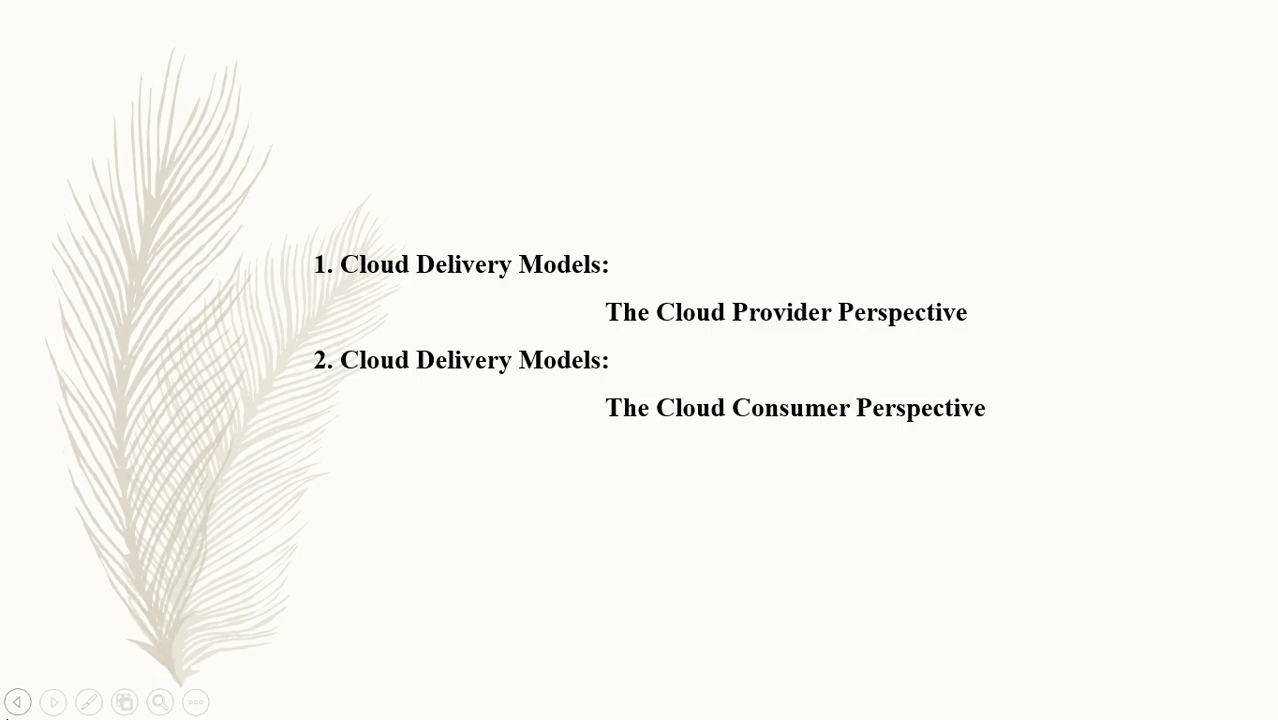 1. Cloud Delivery Models:
The Cloud Provider Perspective
2. Cloud Delivery Models:
The Cloud Consumer Perspective